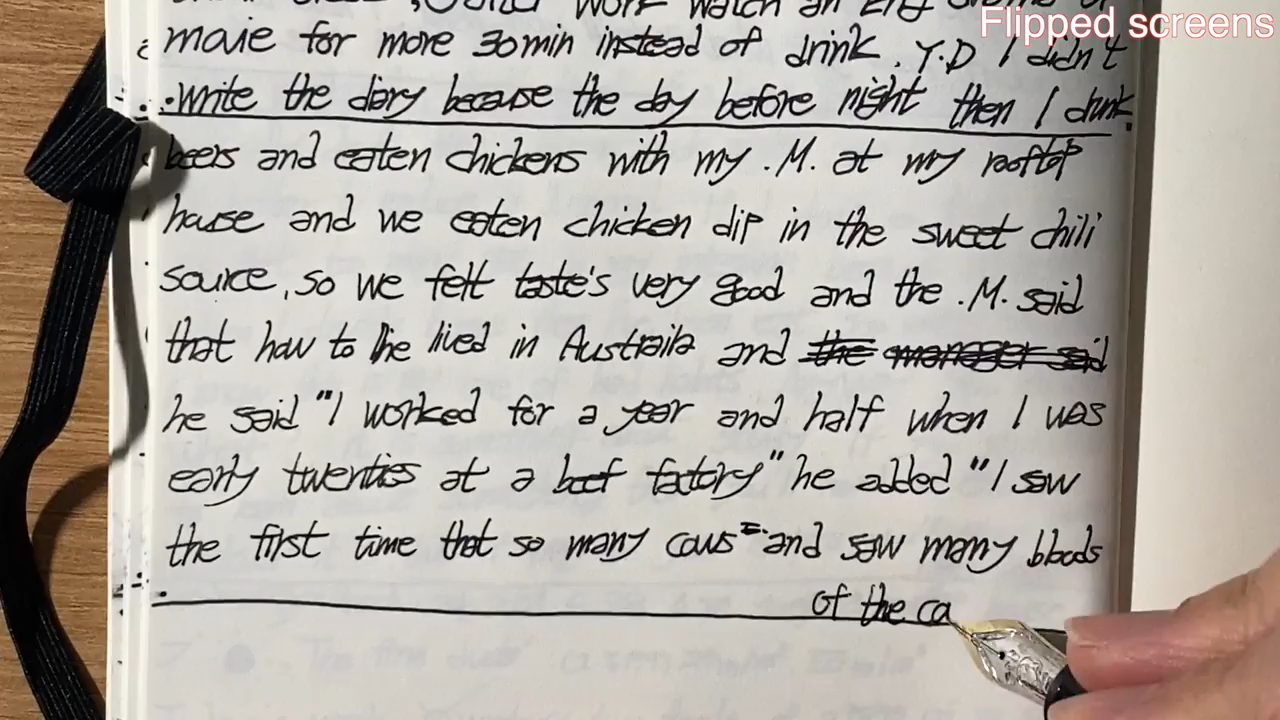 Flipped screens
work watch an
movie for more 30min instead of drink. Y.D I didn't
.write the diary because the day before night then I drink
beers and eaten chickens with my .M. at my rooftop
house and we eaten chicken dip in the sweet chili
source, so we felt taste's very good and the .M. said
that how to he lived in Australia and the manager said
he said "I worked for a year and half when I was
early twenties at a beef factory" he added "I saw
the first time that so many cows and saw many bloods
of the ca